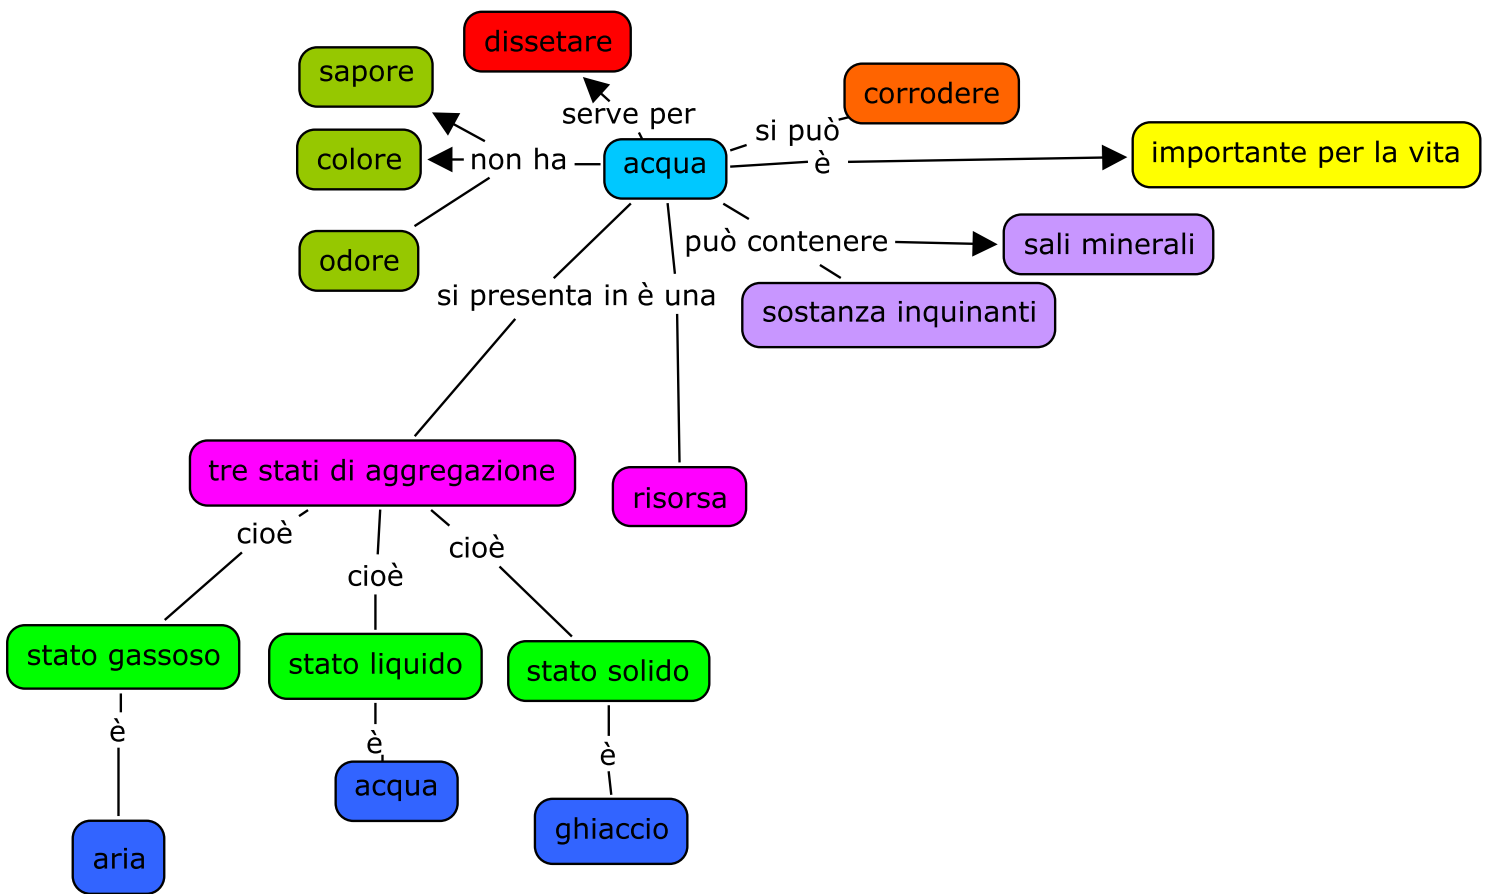 dissetare
sapore
corrodere
serve per
si può
colore
non ha
acqua
è
importante per la vita
odore
può contenere
sali minerali
si presenta in
è una
sostanza inquinanti
tre stati di aggregazione
risorsa
cioè
cioè
cioè
stato gassoso
stato liquido
stato solido
è
è
è
acqua
ghiaccio
aria